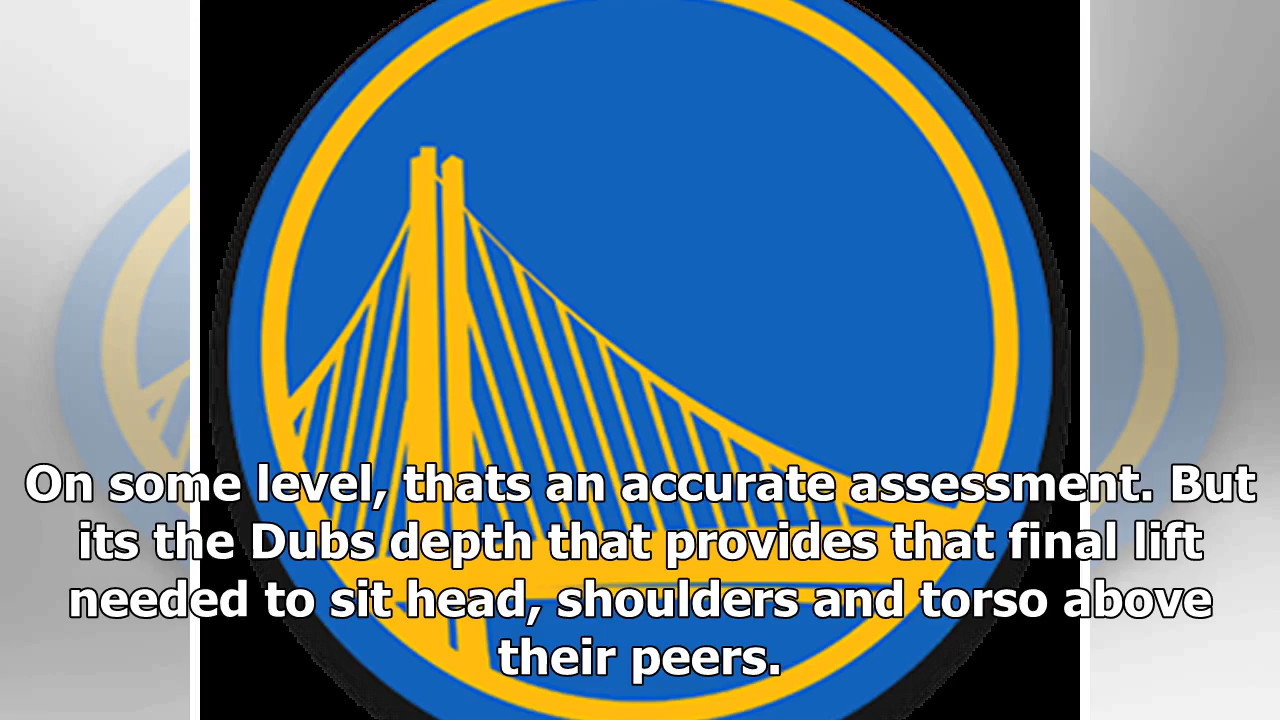 On some level, thats an accurate assessment. But
its the Dubs depth that provides that final lift
needed to sit head, shoulders and torso above
their peers.